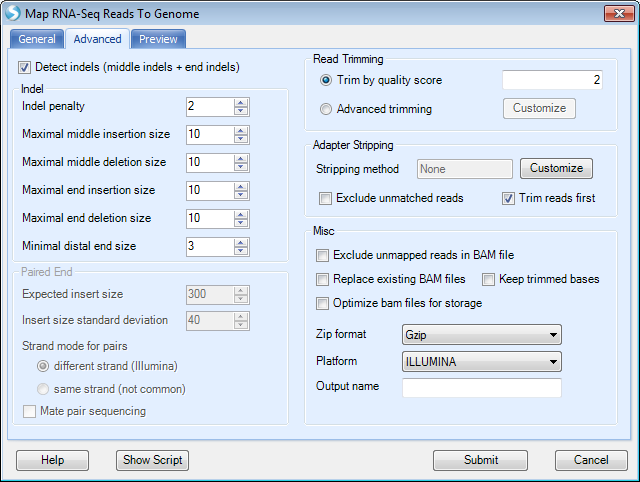 Map RNA-Seq Reads To Genome
General Advanced Preview
Detect indels (middle indels + end indels)
Indel
Indel penalty 2
Maximal middle insertion size 10
Maximal middle deletion size 10
Maximal end insertion size 10
Maximal end deletion size 10
Minimal distal end size 3
Paired End
Expected insert size 300
Insert size standard deviation 40
Strand mode for pairs
different strand (Illumina)
same strand (not common)
Mate pair sequencing
Read Trimming
Trim by quality score 2
Advanced trimming Customize
Adapter Stripping
Stripping method None Customize
Exclude unmatched reads Trim reads first
Misc
Exclude unmapped reads in BAM file
Replace existing BAM files Keep trimmed bases
Optimize bam files for storage
Zip format Gzip
Platform ILLUMINA
Output name
Help Show Script Submit Cancel